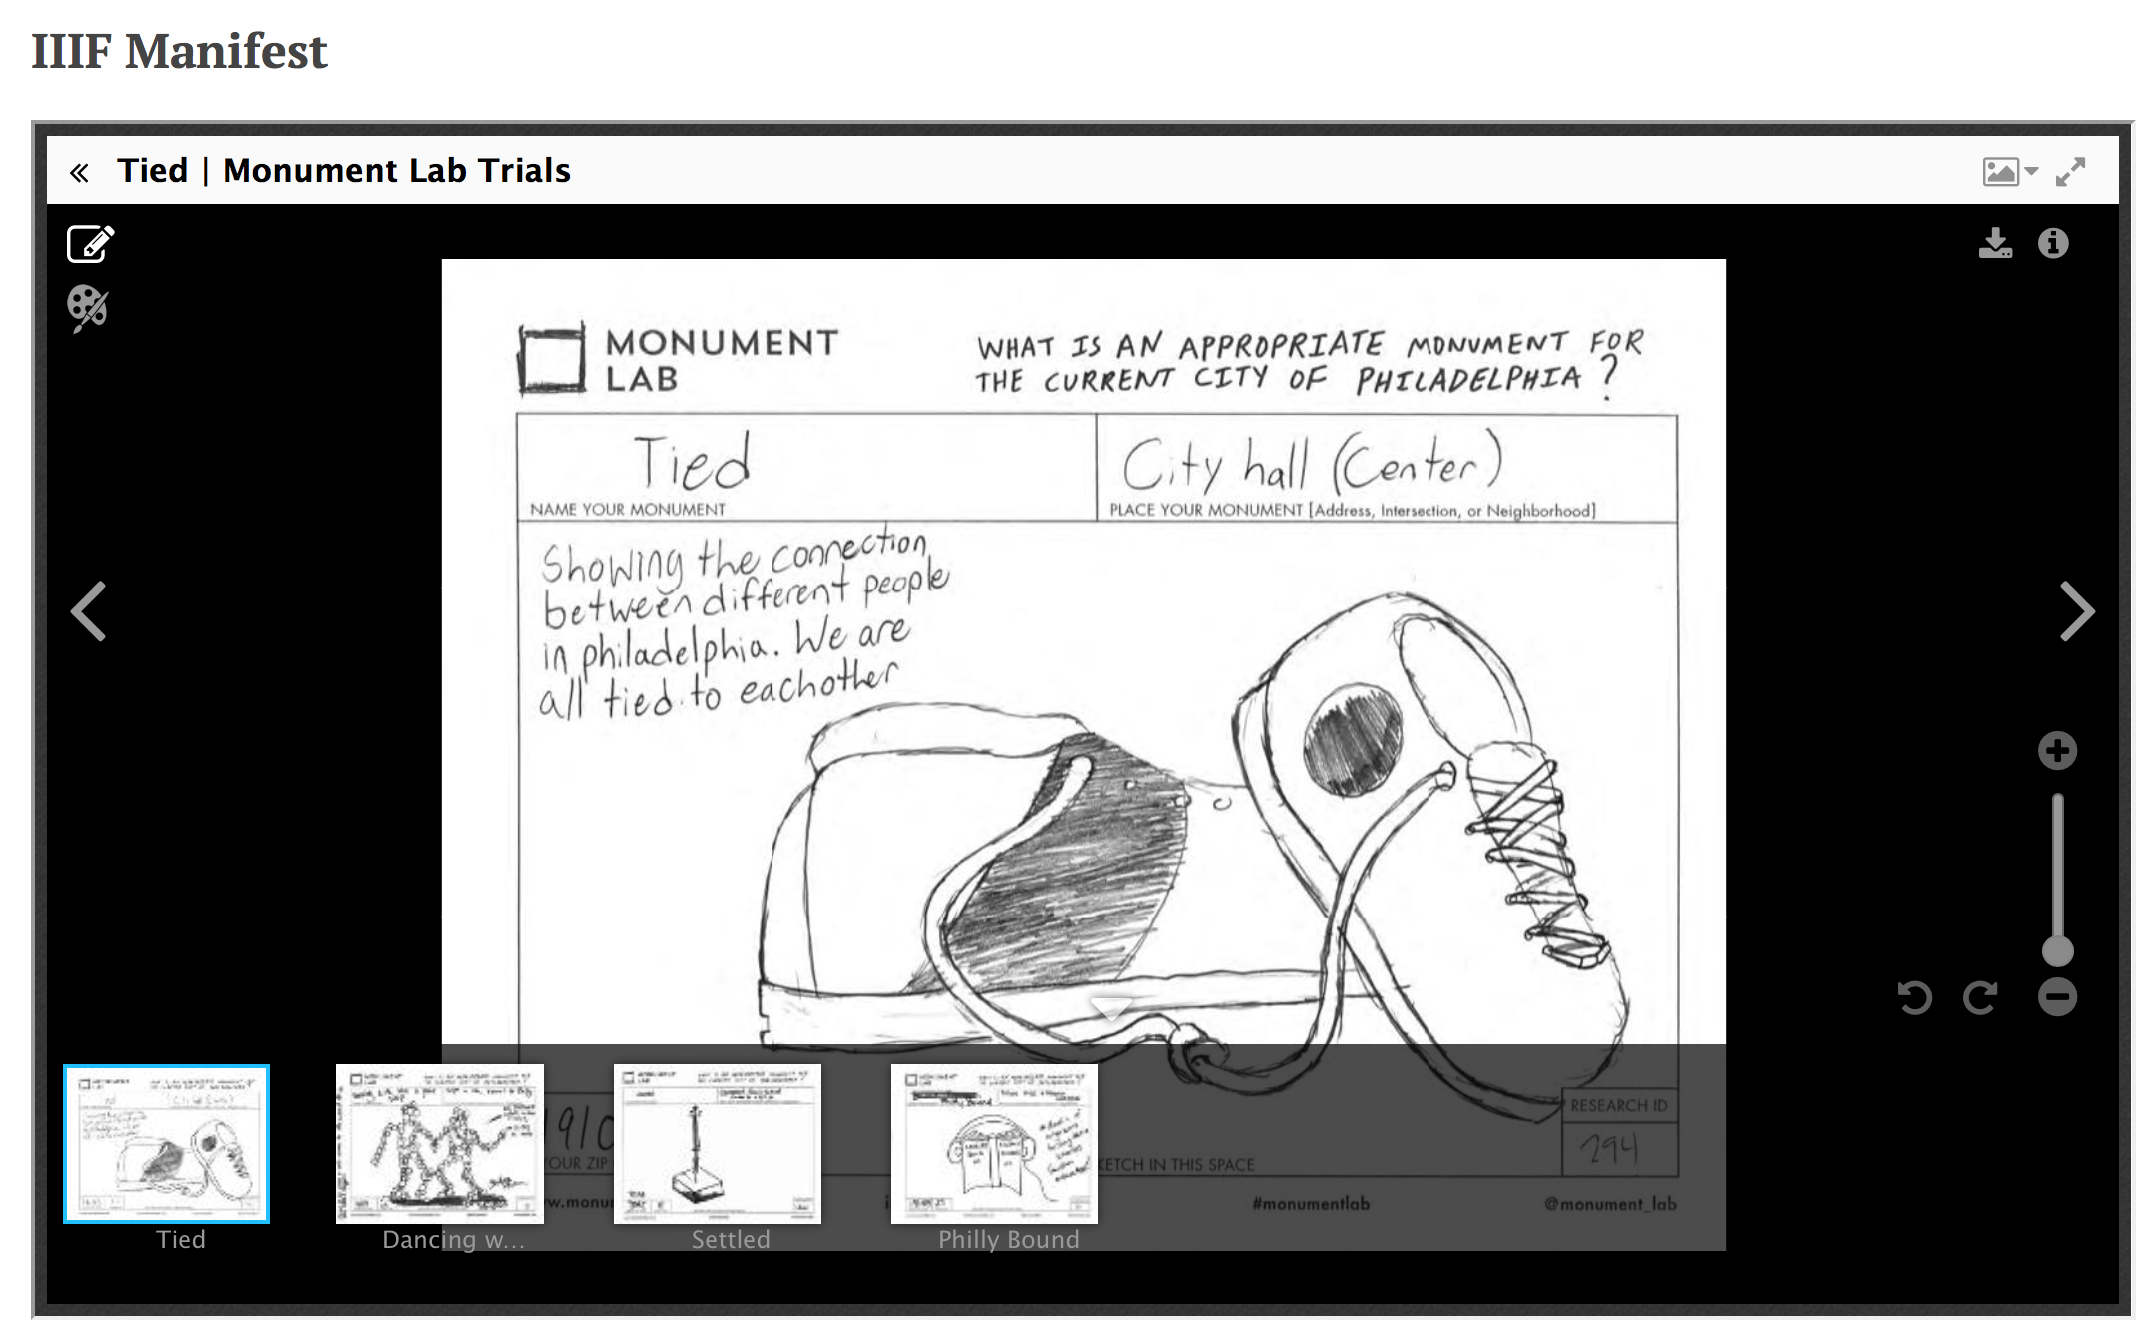 IIIF Manifest
« Tied | Monument Lab Trials
MONUMENT
LAB
WHAT IS AN APPROPRIATE MONUMENT FOR
THE CURRENT CITY OF PHILADELPHIA?
Tied
NAME YOUR MONUMENT
City hall (Center)
PLACE YOUR MONUMENT [Address, Intersection, or Neighborhood]
Showing the connection
between different people
in philadelphia. We are
all tied to eachother
RESEARCH ID
294
OUR ZIP
KETCH IN THIS SPACE
w.monu
#monumentlab
@monument_lab
Tied
Dancing w...
Settled
Philly Bound